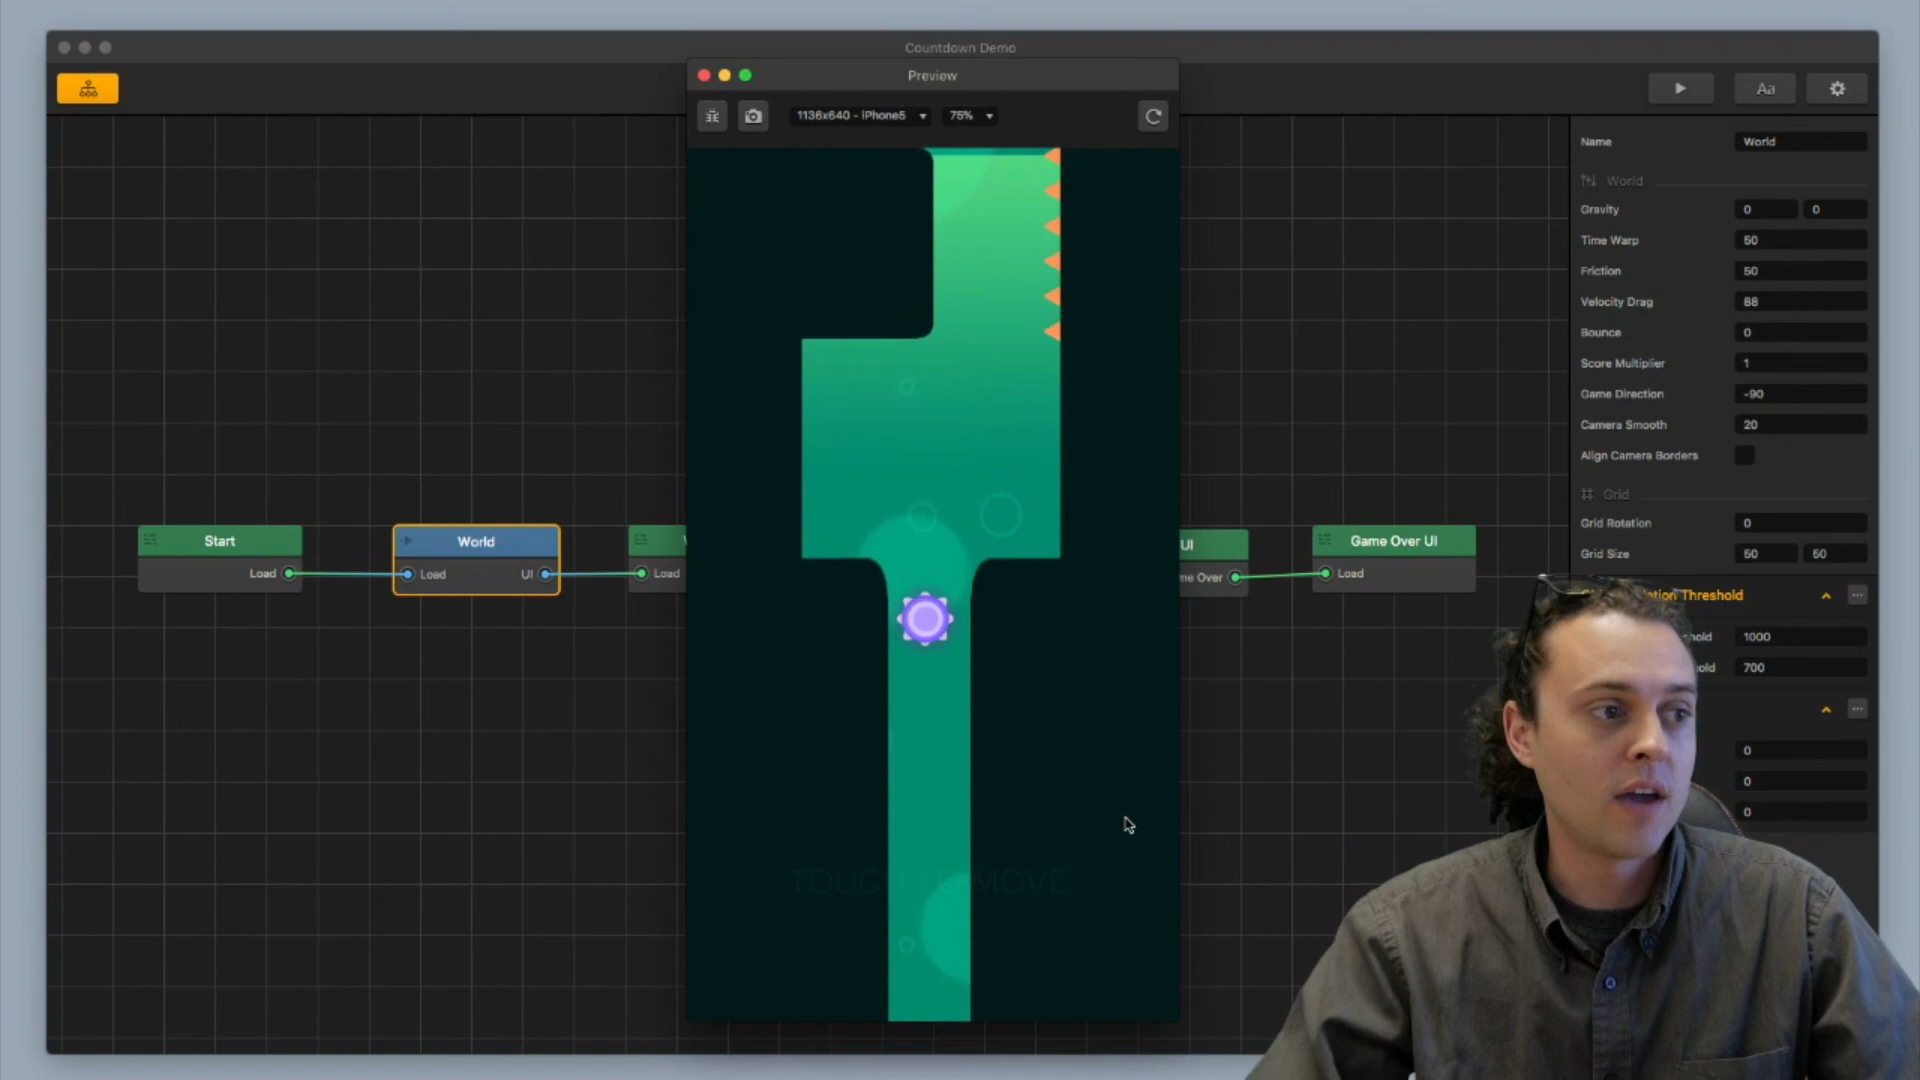 Countdown Demo
Preview
1136x640 - iPhone5
75%
Aa
Name
World
World
Gravity
0
0
Time Warp
50
Friction
50
Velocity Drag
88
Bounce
0
Score Multiplier
1
Game Direction
-90
Camera Smooth
20
Align Camera Borders
Grid
Grid Rotation
0
Grid Size
50
50
Threshold
1000
700
0
0
0
Start
Load
World
Load
UI
Load
UI
Over
Game Over UI
Load
MOVE